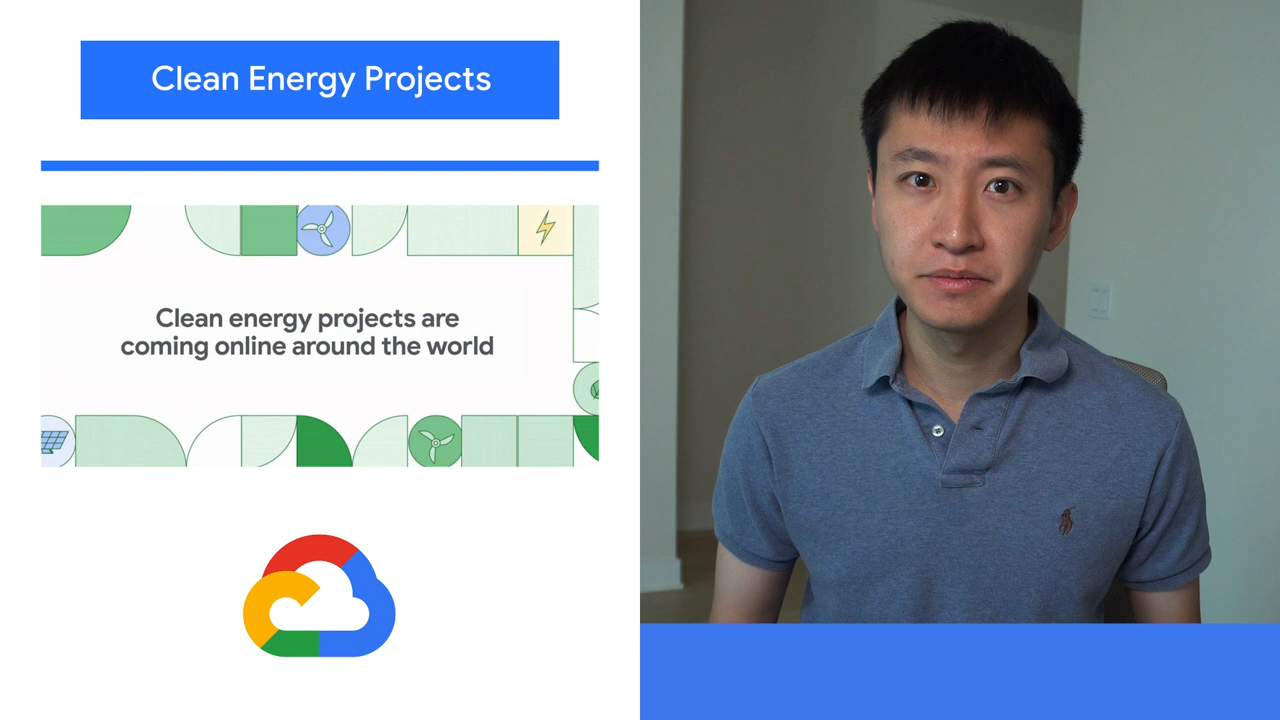 Clean Energy Projects
Clean energy projects are
coming online around the world